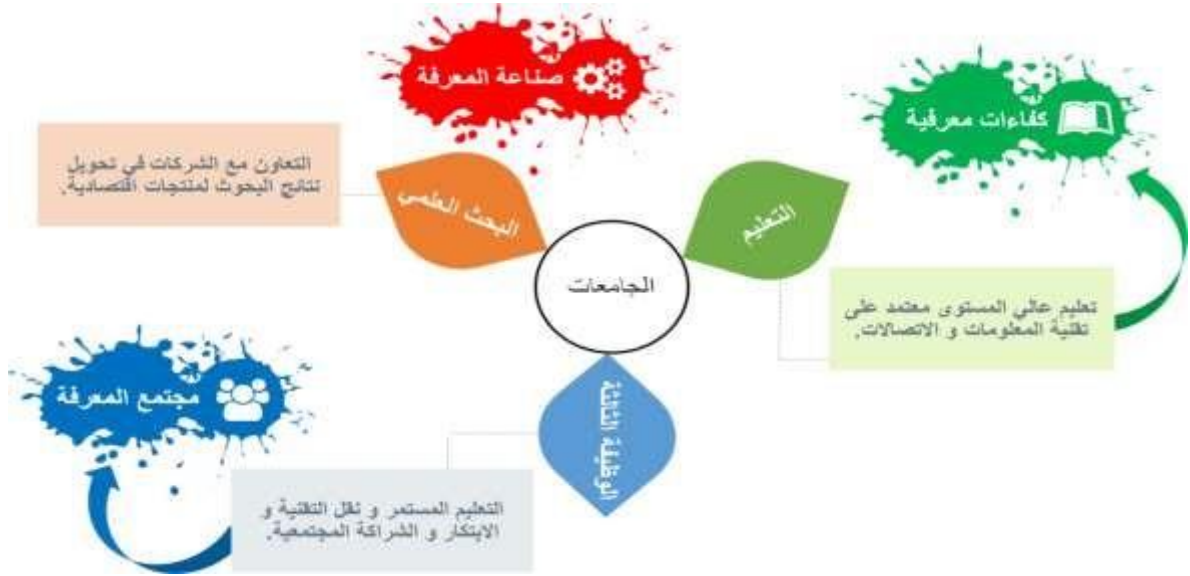 صناعة المعرفة
كفاءات معرفية
التعاون مع الشركات في تحويل
نتائج البحوث لمنتجات اقتصادية.
البحث العلمي
التعليم
الجامعات
تعليم عالي المستوى معتمد على
تقنية المعلومات و الاتصالات.
مجتمع المعرفة
الوظيفة الثالثة
التعليم المستمر و نقل التقنية و
الابتكار و الشراكة المجتمعية.